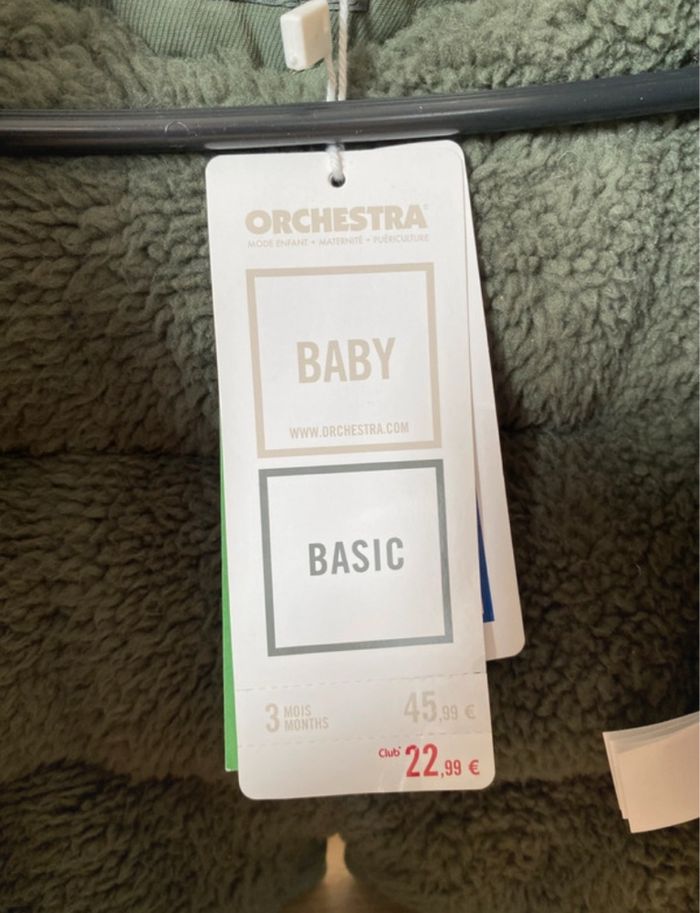 ORCHESTRA®
MODE ENFANT • MATERNITÉ • PUÉRICULTURE
BABY
WWW.ORCHESTRA.COM
BASIC
3 MOIS
MONTHS
45,99 €
Club* 22,99 €